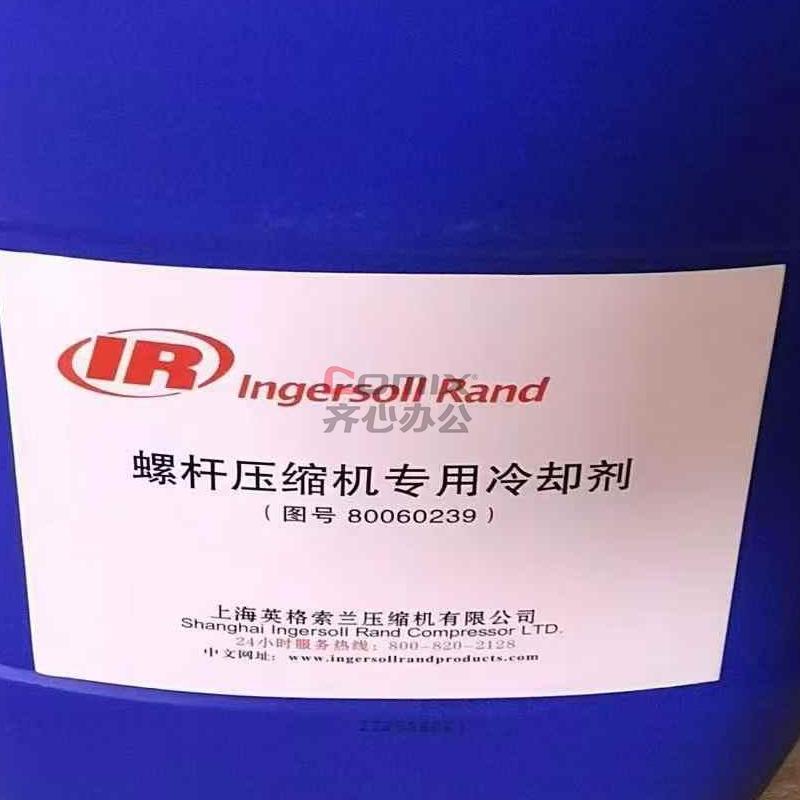 IR Ingersoll Rand
comix®
齐心办公
螺杆压缩机专用冷却剂
(图号 80060239)
上海英格索兰压缩机有限公司
Shanghai Ingersoll Rand Compressor LTD.
24小时服务热线: 800-820-2128
中文网址: www.ingersollrandproducts.com